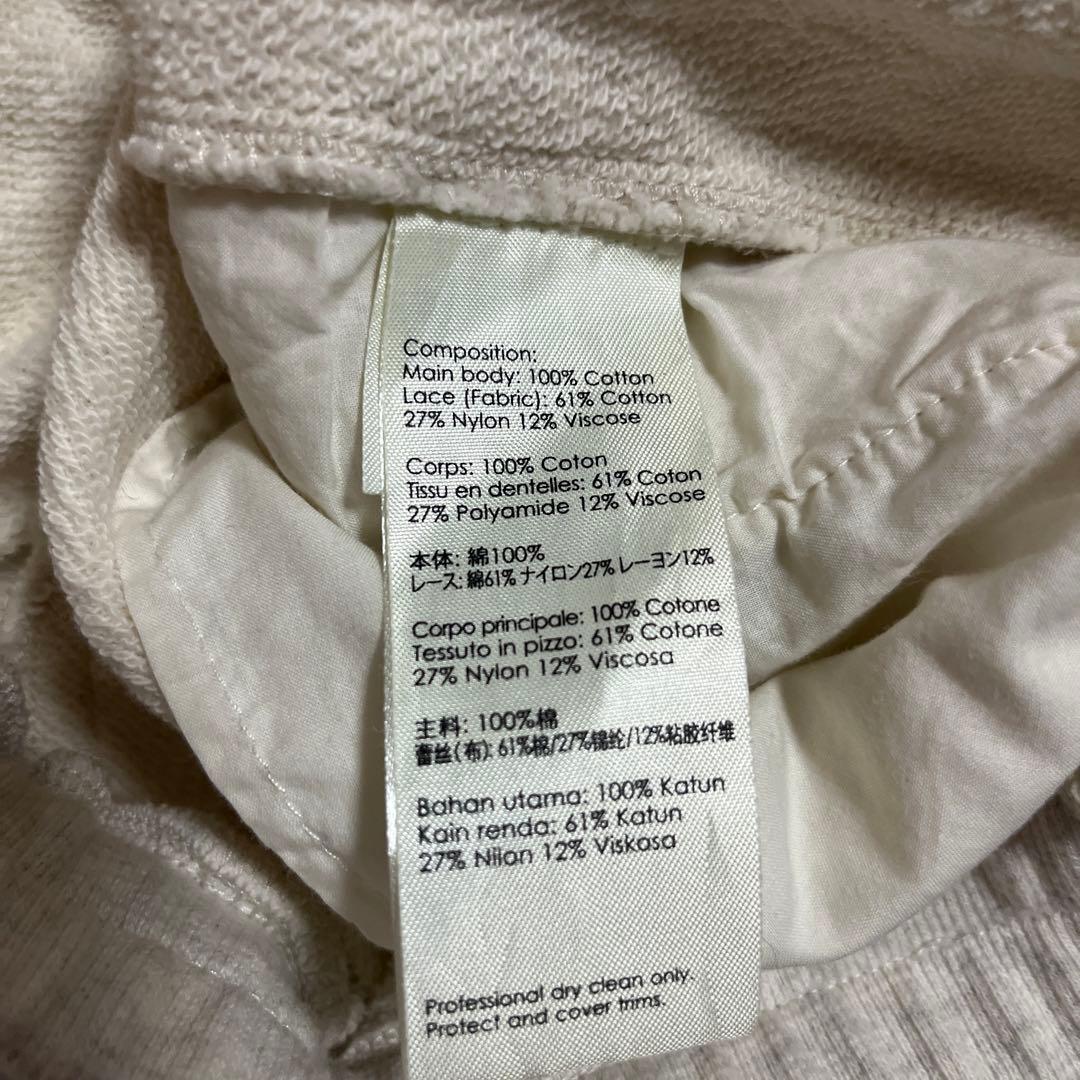 Composition:
Main body: 100% Cotton
Lace (Fabric): 61% Cotton
27% Nylon 12% Viscose
Corps: 100% Coton
Tissu en dentelles: 61% Coton
27% Polyamide 12% Viscose
本体: 綿100%
レース: 綿61% ナイロン27% レーヨン12%
Corpo principale: 100% Cotone
Tessuto in pizzo: 61% Cotone
27% Nylon 12% Viscosa
主料: 100%棉
蕾丝(布): 61%棉/27%锦纶/12%粘胶纤维
Bahan utama: 100% Katun
Kain renda: 61% Katun
27% Nilan 12% Viskasa
Professional dry clean only.
Protect and cover trims.